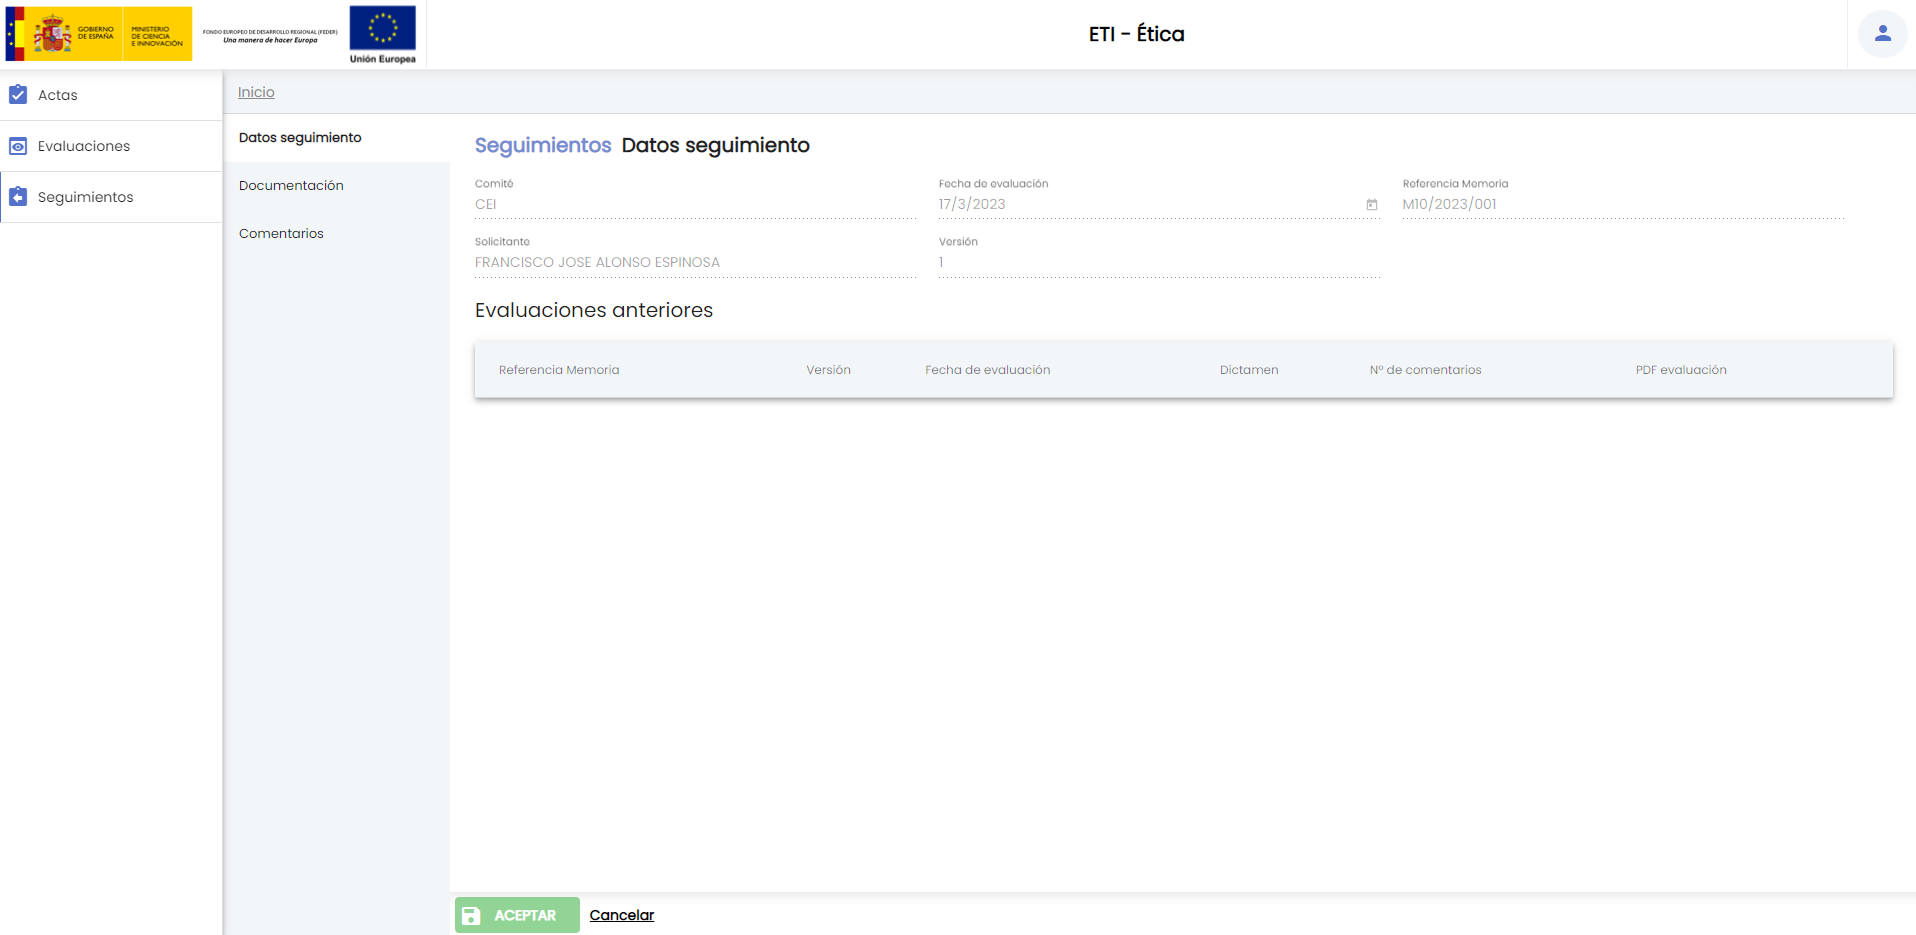 GOBIERNO
DE ESPAÑA
MINISTERIO
DE CIENCIA
E INNOVACIÓN
FONDO EUROPEO DE DESARROLLO REGIONAL (FEDER)
Una manera de hacer Europa
Unión Europea
ETI - Ética
Actas
Evaluaciones
Seguimientos
Inicio
Datos seguimiento
Documentación
Comentarios
Seguimientos Datos seguimiento
Comité Fecha de evaluación Referencia Memoria
CEI 17/3/2023 M10/2023/001
Solicitante Versión
FRANCISCO JOSE ALONSO ESPINOSA 1
Evaluaciones anteriores
Referencia Memoria Versión Fecha de evaluación Dictamen Nº de comentarios PDF evaluación
ACEPTAR Cancelar